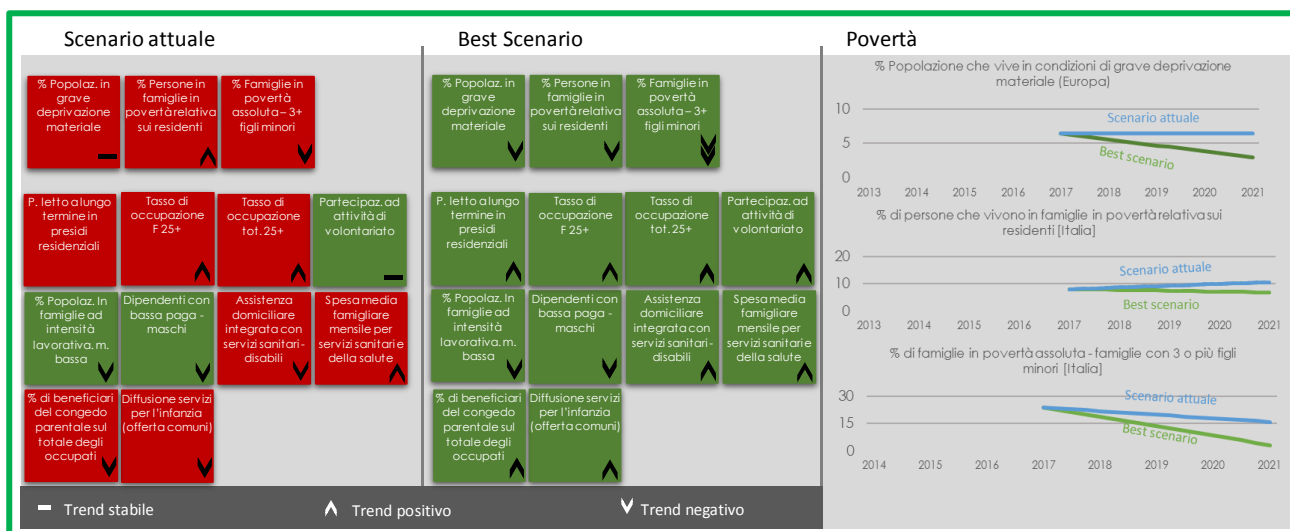 Scenario attuale
% Popolaz. in
grave
deprivazione
materiale
% Persone in
famiglie in
povertà relativa
sui residenti
% Famiglie in
povertà
assoluta – 3+
figli minori
P. letto a lungo
termine in
presidi
residenziali
Tasso di
occupazione
F 25+
Tasso di
occupazione
tot. 25+
Partecipaz. ad
attività di
volontariato
% Popolaz. In
famiglie ad
intensità
lavorativa. m.
bassa
Dipendenti con
bassa paga -
maschi
Assistenza
domiciliare
integrata con
servizi sanitari-
disabili
Spesa media
famigliare
mensile per
servizi sanitari e
della salute
% di beneficiari
del congedo
parentale sul
totale degli
occupati
Diffusione servizi
per l'infanzia
(offerta comuni)
Best Scenario
% Popolaz. in
grave
deprivazione
materiale
% Persone in
famiglie in
povertà relativa
sui residenti
% Famiglie in
povertà
assoluta – 3+
figli minori
P. letto a lungo
termine in
presidi
residenziali
Tasso di
occupazione
F 25+
Tasso di
occupazione
tot. 25+
Partecipaz. ad
attività di
volontariato
% Popolaz. In
famiglie ad
intensità
lavorativa. m.
bassa
Dipendenti con
bassa paga -
maschi
Assistenza
domiciliare
integrata con
servizi sanitari-
disabili
Spesa media
famigliare
mensile per
servizi sanitari e
della salute
% di beneficiari
del congedo
parentale sul
totale degli
occupati
Diffusione servizi
per l'infanzia
(offerta comuni)
Povertà
% Popolazione che vive in condizioni di grave deprivazione
materiale (Europa)
10
5
0
Scenario attuale
Best scenario
2013 2014 2015 2016 2017 2018 2019 2020 2021
% di persone che vivono in famiglie in povertà relativa sui
residenti [Italia]
20
10
0
Scenario attuale
Best scenario
2013 2014 2015 2016 2017 2018 2019 2020 2021
% di famiglie in povertà assoluta - famiglie con 3 o più figli
minori [Italia]
30
15
0
Scenario attuale
Best scenario
2014 2015 2016 2017 2018 2019 2020 2021
Trend stabile
Trend positivo
Trend negativo